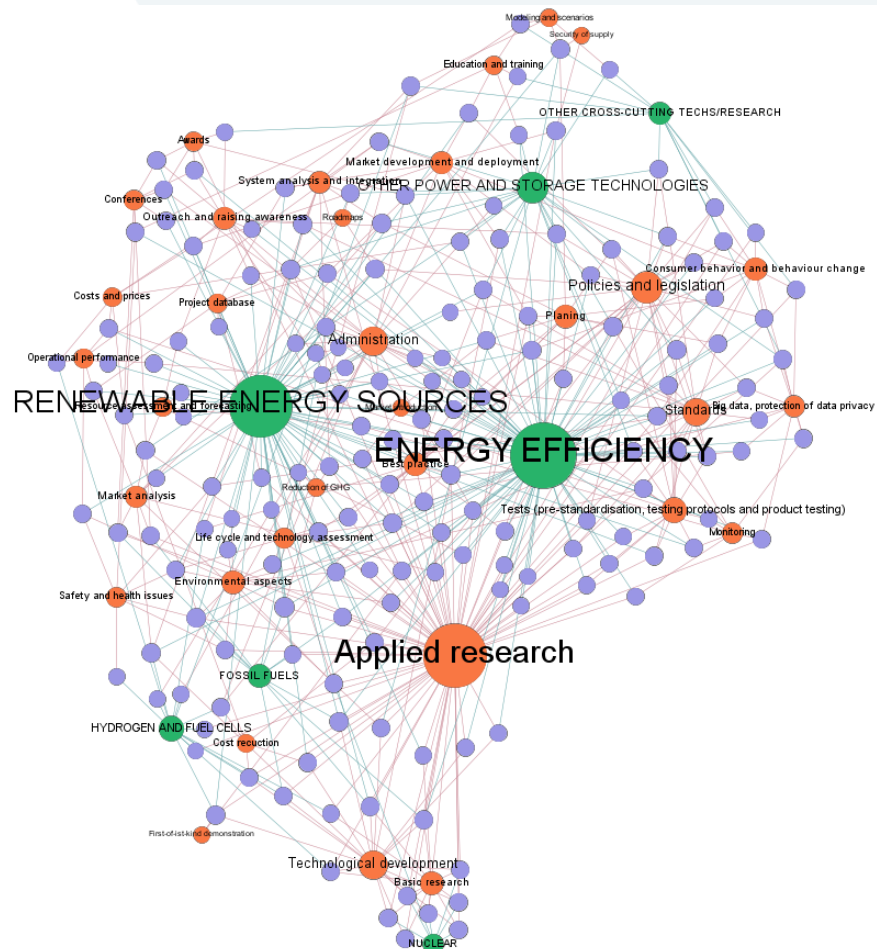 Modeling and scenarios
Security of supply
Education and training
OTHER CROSS-CUTTING TECHS/RESEARCH
Awards
Market development and deployment
System analysis and integration
OTHER POWER AND STORAGE TECHNOLOGIES
Conferences
Outreach and raising awareness
Roadmaps
Consumer behavior and behaviour change
Policies and legislation
Costs and prices
Project database
Planing
Administration
Operational performance
RENEWABLE ENERGY SOURCES
Resource assessment and forecasting
Big data, protection of data privacy
Standards
ENERGY EFFICIENCY
Best practice
Reduction of GHG
Market analysis
Tests (pre-standardisation, testing protocols and product testing)
Monitoring
Life cycle and technology assessment
Environmental aspects
Safety and health issues
Applied research
FOSSIL FUELS
HYDROGEN AND FUEL CELLS
Cost recuction
First-of-ist-kind demonstration
Technological development
Basic research
NUCLEAR